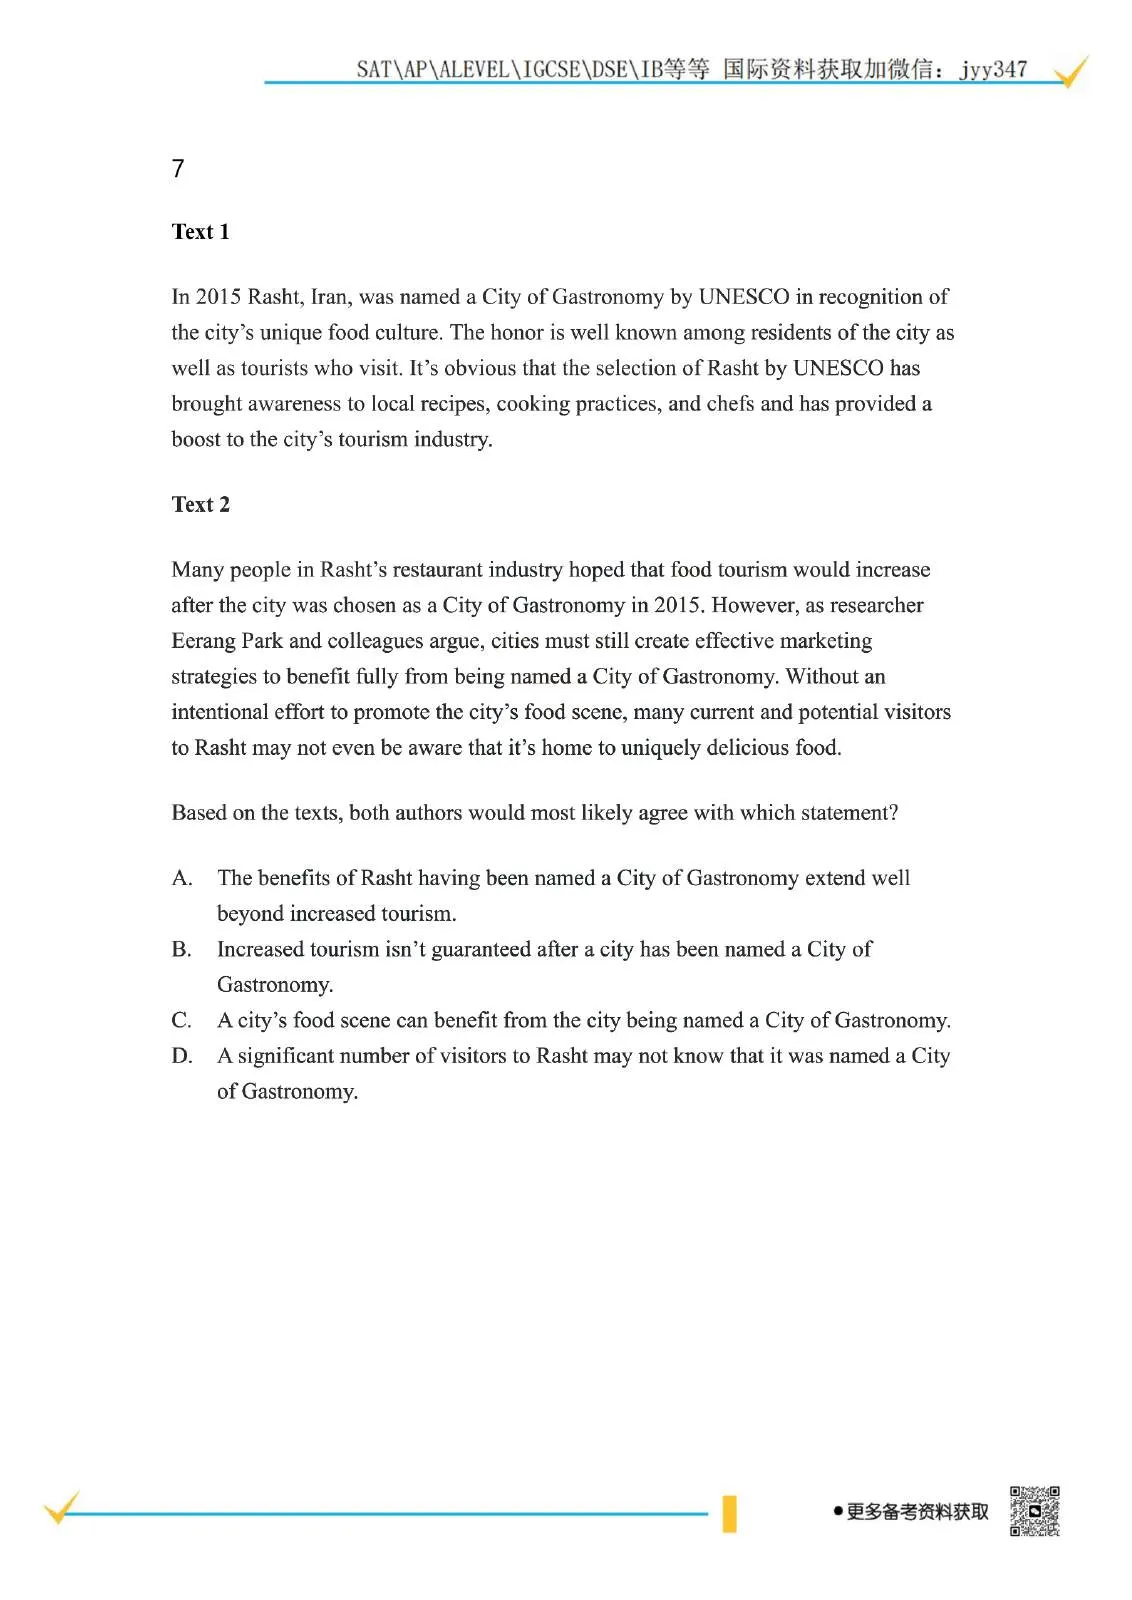 SAT\AP\ALEVEL\IGCSE\DSE\IB等等 国际资料获取加微信：jyy347
7
Text 1
In 2015 Rasht, Iran, was named a City of Gastronomy by UNESCO in recognition of
the city’s unique food culture. The honor is well known among residents of the city as
well as tourists who visit. It’s obvious that the selection of Rasht by UNESCO has
brought awareness to local recipes, cooking practices, and chefs and has provided a
boost to the city’s tourism industry.
Text 2
Many people in Rasht’s restaurant industry hoped that food tourism would increase
after the city was chosen as a City of Gastronomy in 2015. However, as researcher
Eerang Park and colleagues argue, cities must still create effective marketing
strategies to benefit fully from being named a City of Gastronomy. Without an
intentional effort to promote the city’s food scene, many current and potential visitors
to Rasht may not even be aware that it’s home to uniquely delicious food.
Based on the texts, both authors would most likely agree with which statement?
A. The benefits of Rasht having been named a City of Gastronomy extend well
beyond increased tourism.
B. Increased tourism isn’t guaranteed after a city has been named a City of
Gastronomy.
C. A city’s food scene can benefit from the city being named a City of Gastronomy.
D. A significant number of visitors to Rasht may not know that it was named a City
of Gastronomy.
●更多备考资料获取